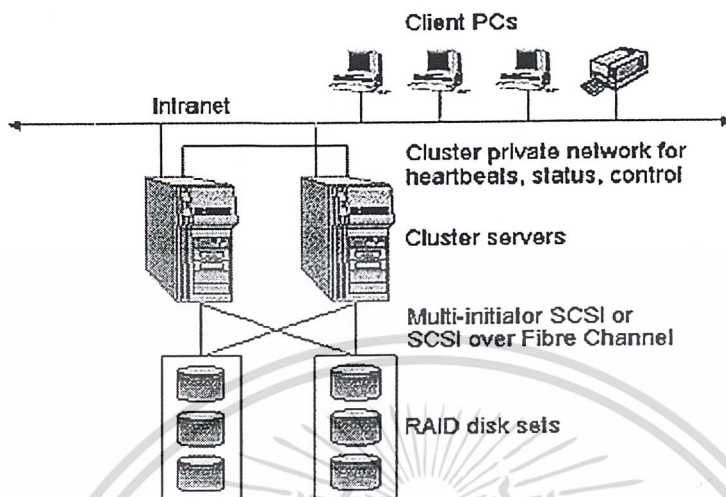 Client PCs
Intranet
Cluster private network for
heartbeats, status, control
Cluster servers
Multi-initiator SCSI or
SCSI over Fibre Channel
RAID disk sets